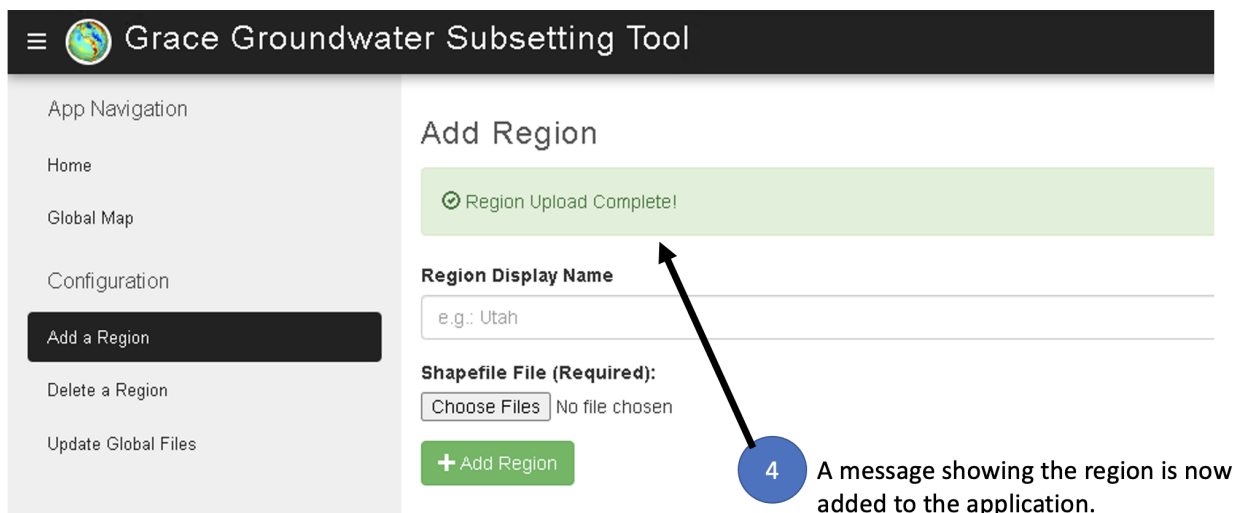 Grace Groundwater Subsetting Tool
App Navigation
Home
Global Map
Configuration
Add a Region
Delete a Region
Update Global Files
Add Region
Region Upload Complete!
Region Display Name
e.g.: Utah
Shapefile File (Required):
Choose Files No file chosen
+ Add Region
4
A message showing the region is now
added to the application.